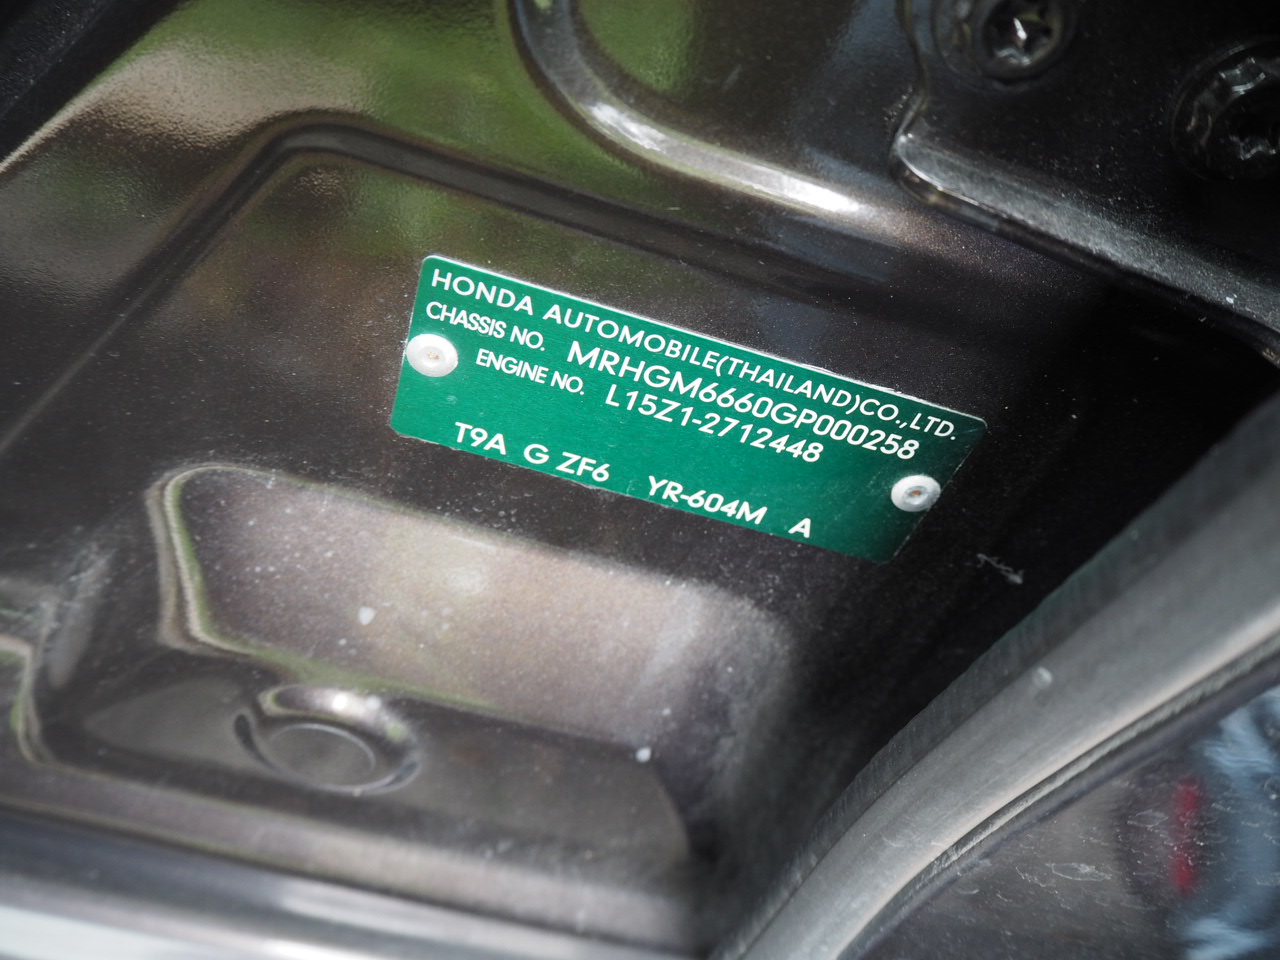 HONDA AUTOMOBILE(THAILAND)CO.,LTD.
CHASSIS NO. MRHGM6660GP000258
ENGINE NO. L15Z1-2712448
T9A G ZF6 YR-604M A